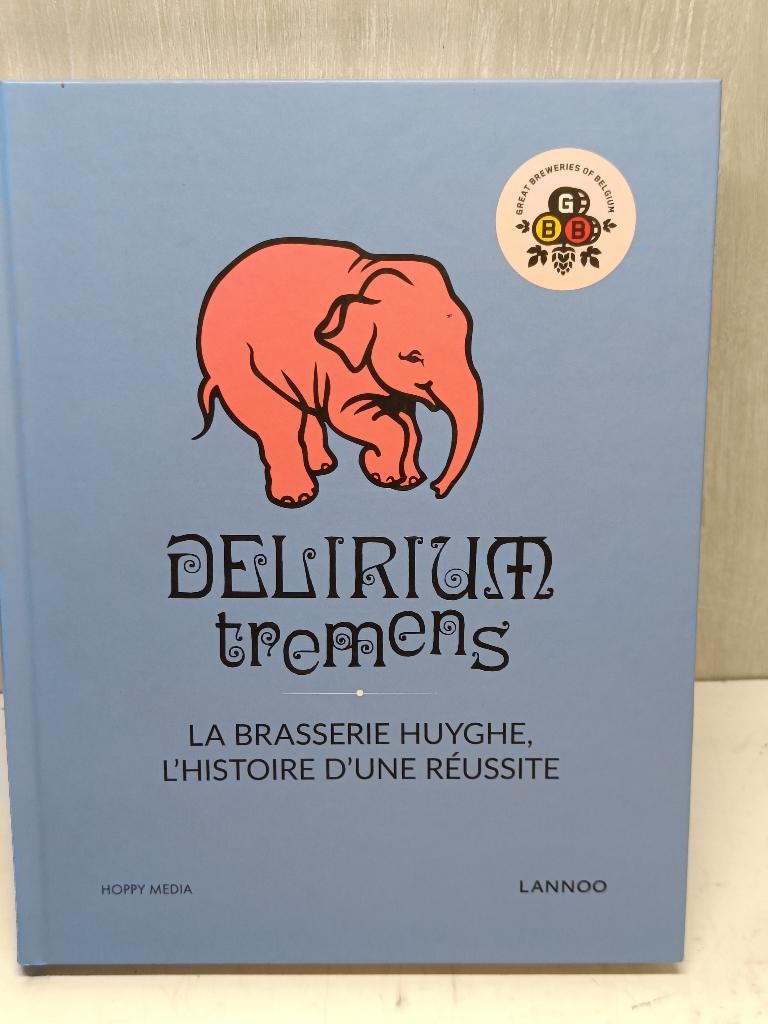 GREAT BREWERIES OF BELGIUM
G
B B
DELIRIUM
tremens
LA BRASSERIE HUYGHE,
L'HISTOIRE D'UNE RÉUSSITE
HOPPY MEDIA
LANNOO